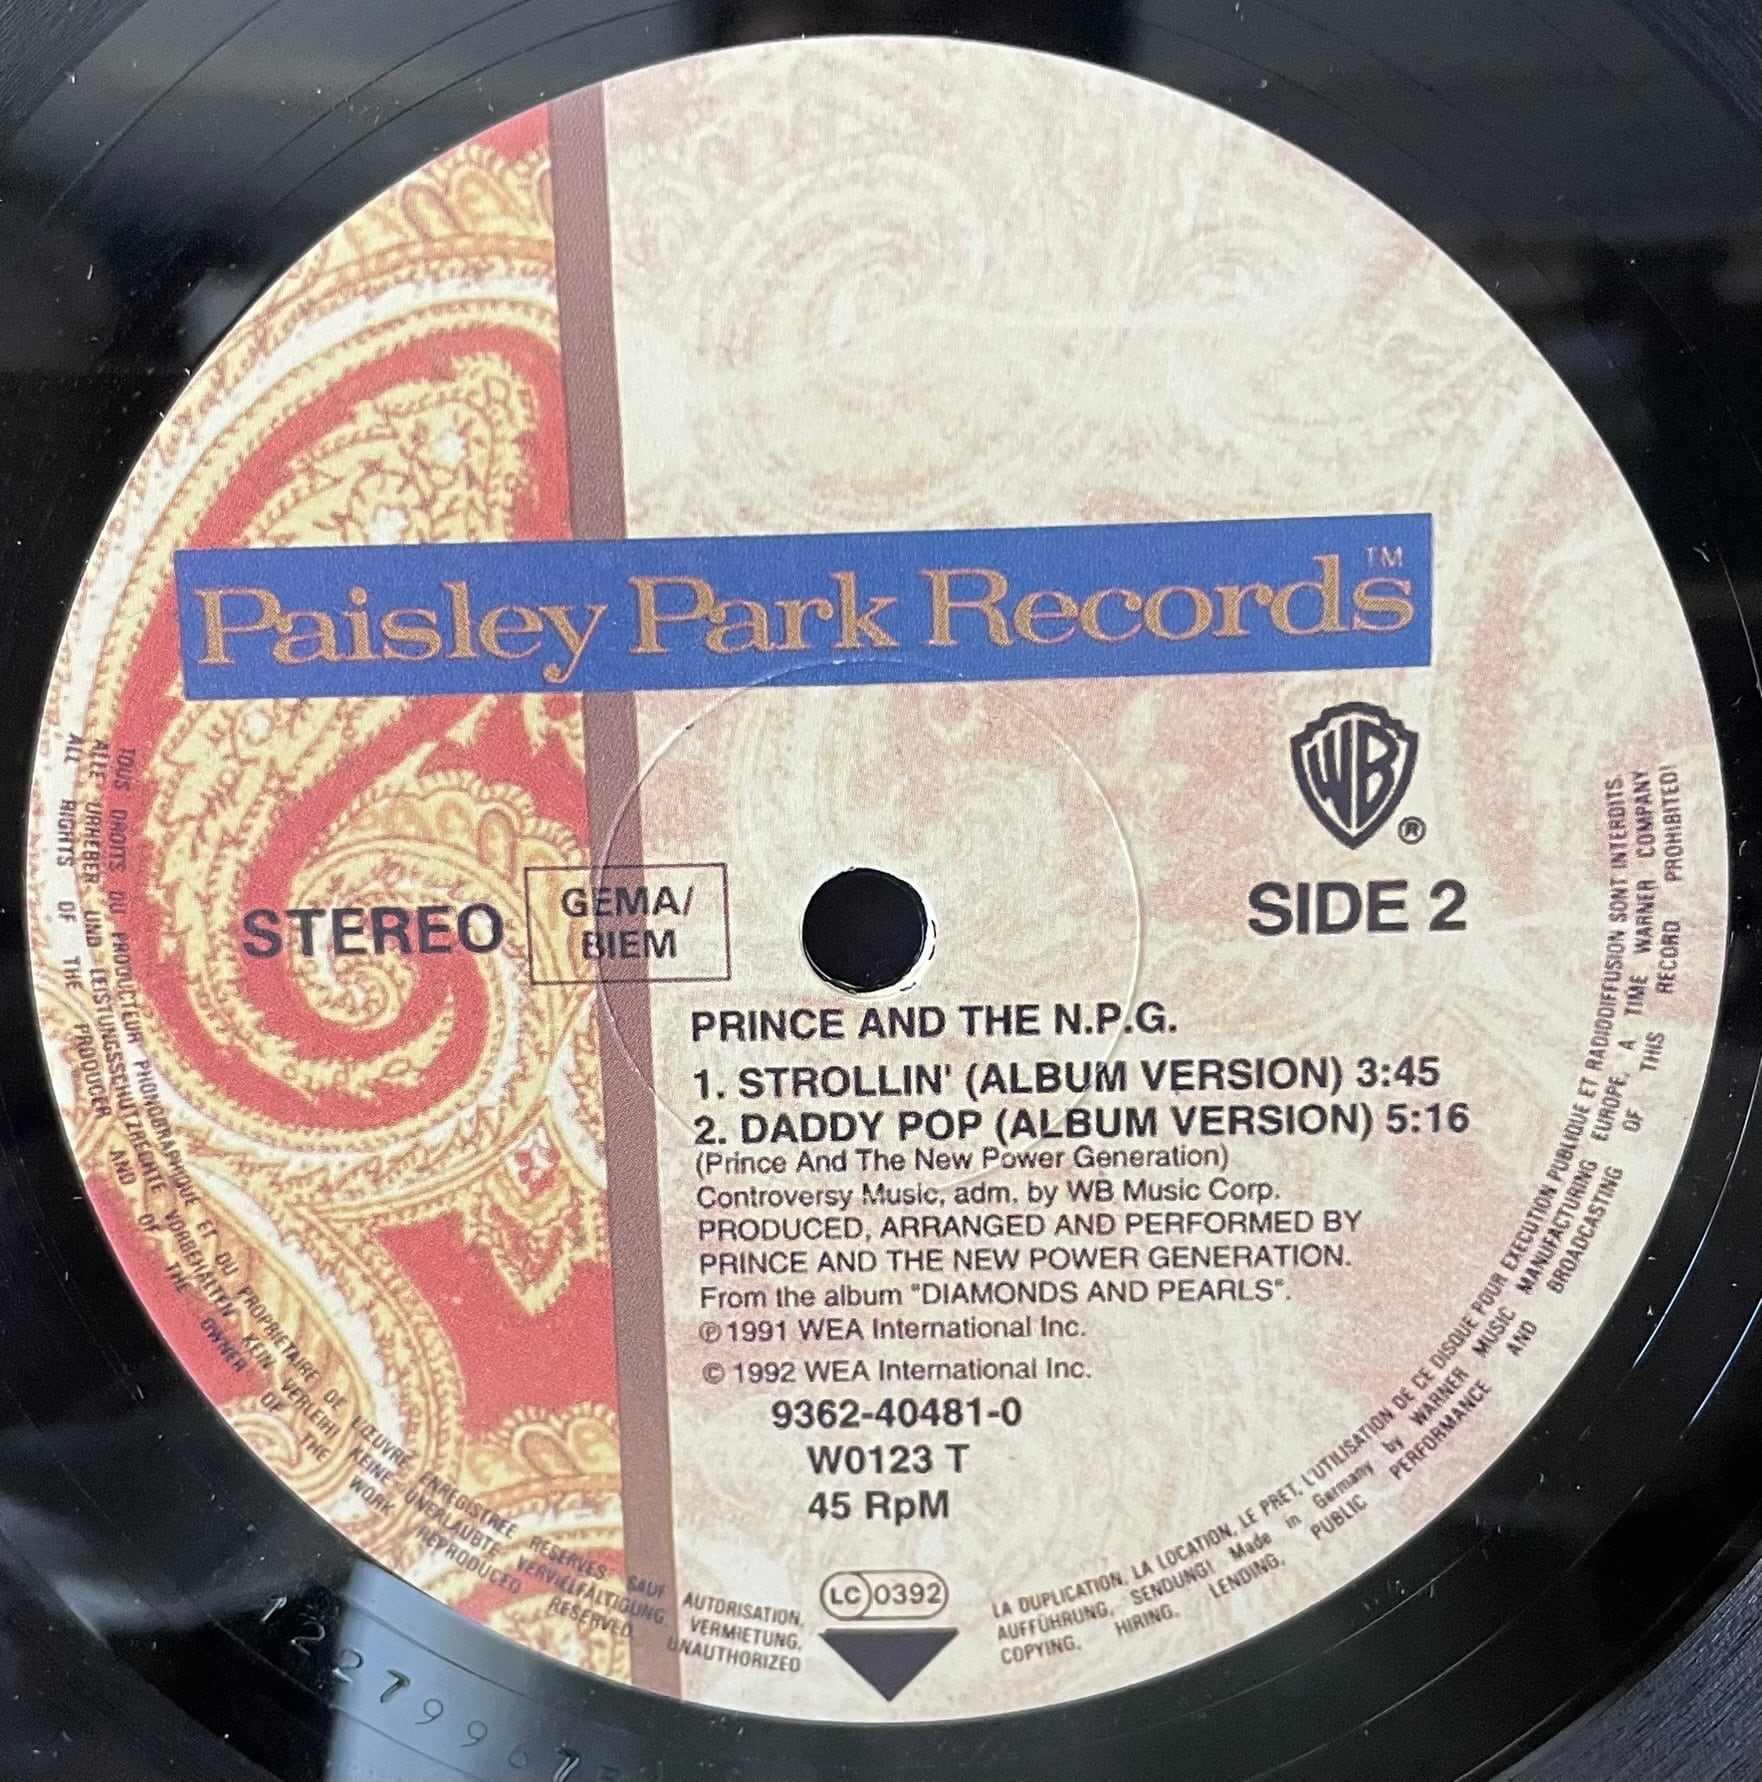 Paisley Park Records™
WB®
SIDE 2
STEREO
GEMA/
BIEM
PRINCE AND THE N.P.G.
1. STROLLIN' (ALBUM VERSION) 3:45
2. DADDY POP (ALBUM VERSION) 5:16
(Prince And The New Power Generation)
Controversy Music, adm. by WB Music Corp.
PRODUCED, ARRANGED AND PERFORMED BY
PRINCE AND THE NEW POWER GENERATION.
From the album "DIAMONDS AND PEARLS".
℗1991 WEA International Inc.
© 1992 WEA International Inc.
9362-40481-0
W0123 T
45 RpM
LC 0392
TOUS DROITS DU PRODUCTEUR PHONOGRAPHIQUE ET DU PROPRIETAIRE DE L'ŒUVRE ENREGISTREE RESERVES. SAUF AUTORISATION, LA DUPLICATION, LA LOCATION, LE PRET, L'UTILISATION DE CE DISQUE POUR EXECUTION PUBLIQUE ET RADIODIFFUSION SONT INTERDITS.
ALLE URHEBER UND LEISTUNGSSCHUTZRECHTE VORBEHALTEN KEIN VERLEIH! KEINE UNERLAUBTE VERVIELFÄLTIGUNG, VERMIETUNG, AUFFÜHRUNG, SENDUNG! Made in Germany by WARNER MUSIC MANUFACTURING EUROPE, A TIME WARNER COMPANY
ALL RIGHTS OF THE PRODUCER AND OF THE OWNER OF THE WORK REPRODUCED RESERVED. UNAUTHORIZED COPYING, HIRING, LENDING, PUBLIC PERFORMANCE AND BROADCASTING OF THIS RECORD PROHIBITED!